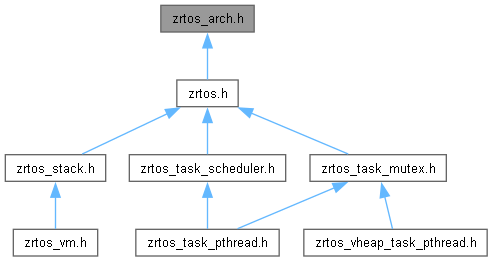 zrtos_arch.h
zrtos.h
zrtos_stack.h
zrtos_task_scheduler.h
zrtos_task_mutex.h
zrtos_vm.h
zrtos_task_pthread.h
zrtos_vheap_task_pthread.h